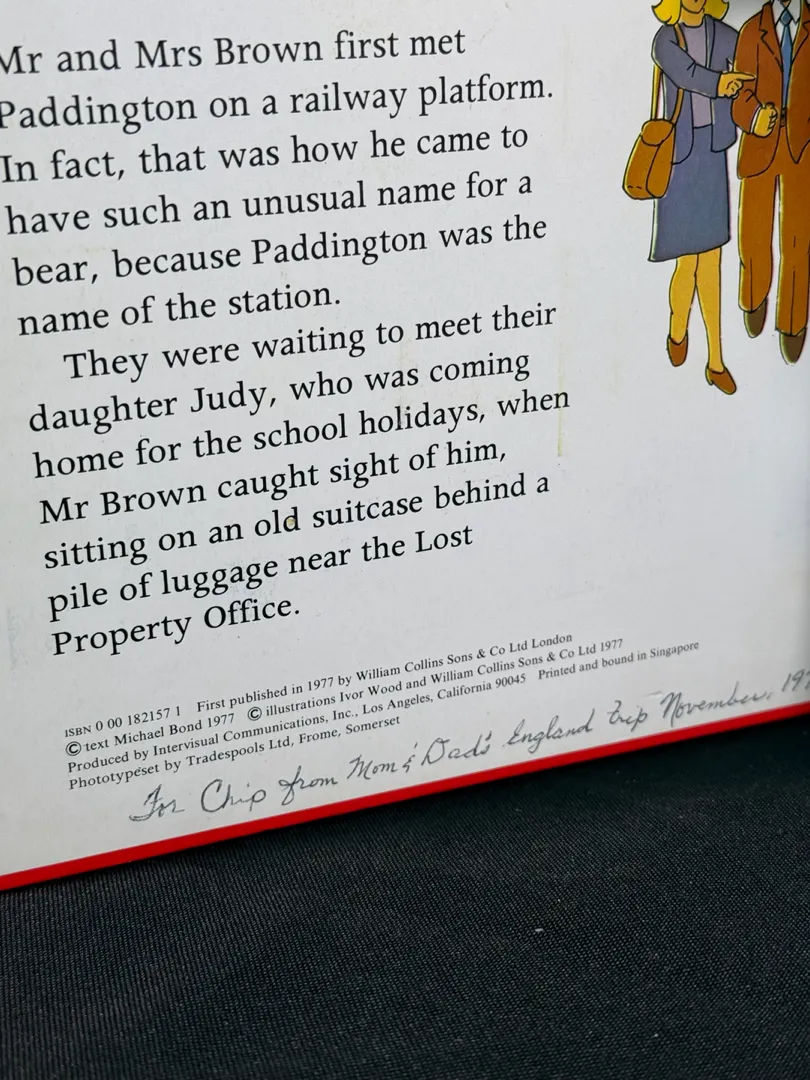 Mr and Mrs Brown first met
Paddington on a railway platform.
In fact, that was how he came to
have such an unusual name for a
bear, because Paddington was the
name of the station.
They were waiting to meet their
daughter Judy, who was coming
home for the school holidays, when
Mr Brown caught sight of him,
sitting on an old suitcase behind a
pile of luggage near the Lost
Property Office.
ISBN 0 00 182157 1 First published in 1977 by William Collins Sons & Co Ltd London
© text Michael Bond 1977 © illustrations Ivor Wood and William Collins Sons & Co Ltd 1977
Produced by Intervisual Communications, Inc., Los Angeles, California 90045 Printed and bound in Singapore
Phototypeset by Tradespools Ltd, Frome, Somerset
For Chip from Mom & Dad's England trip November, 197